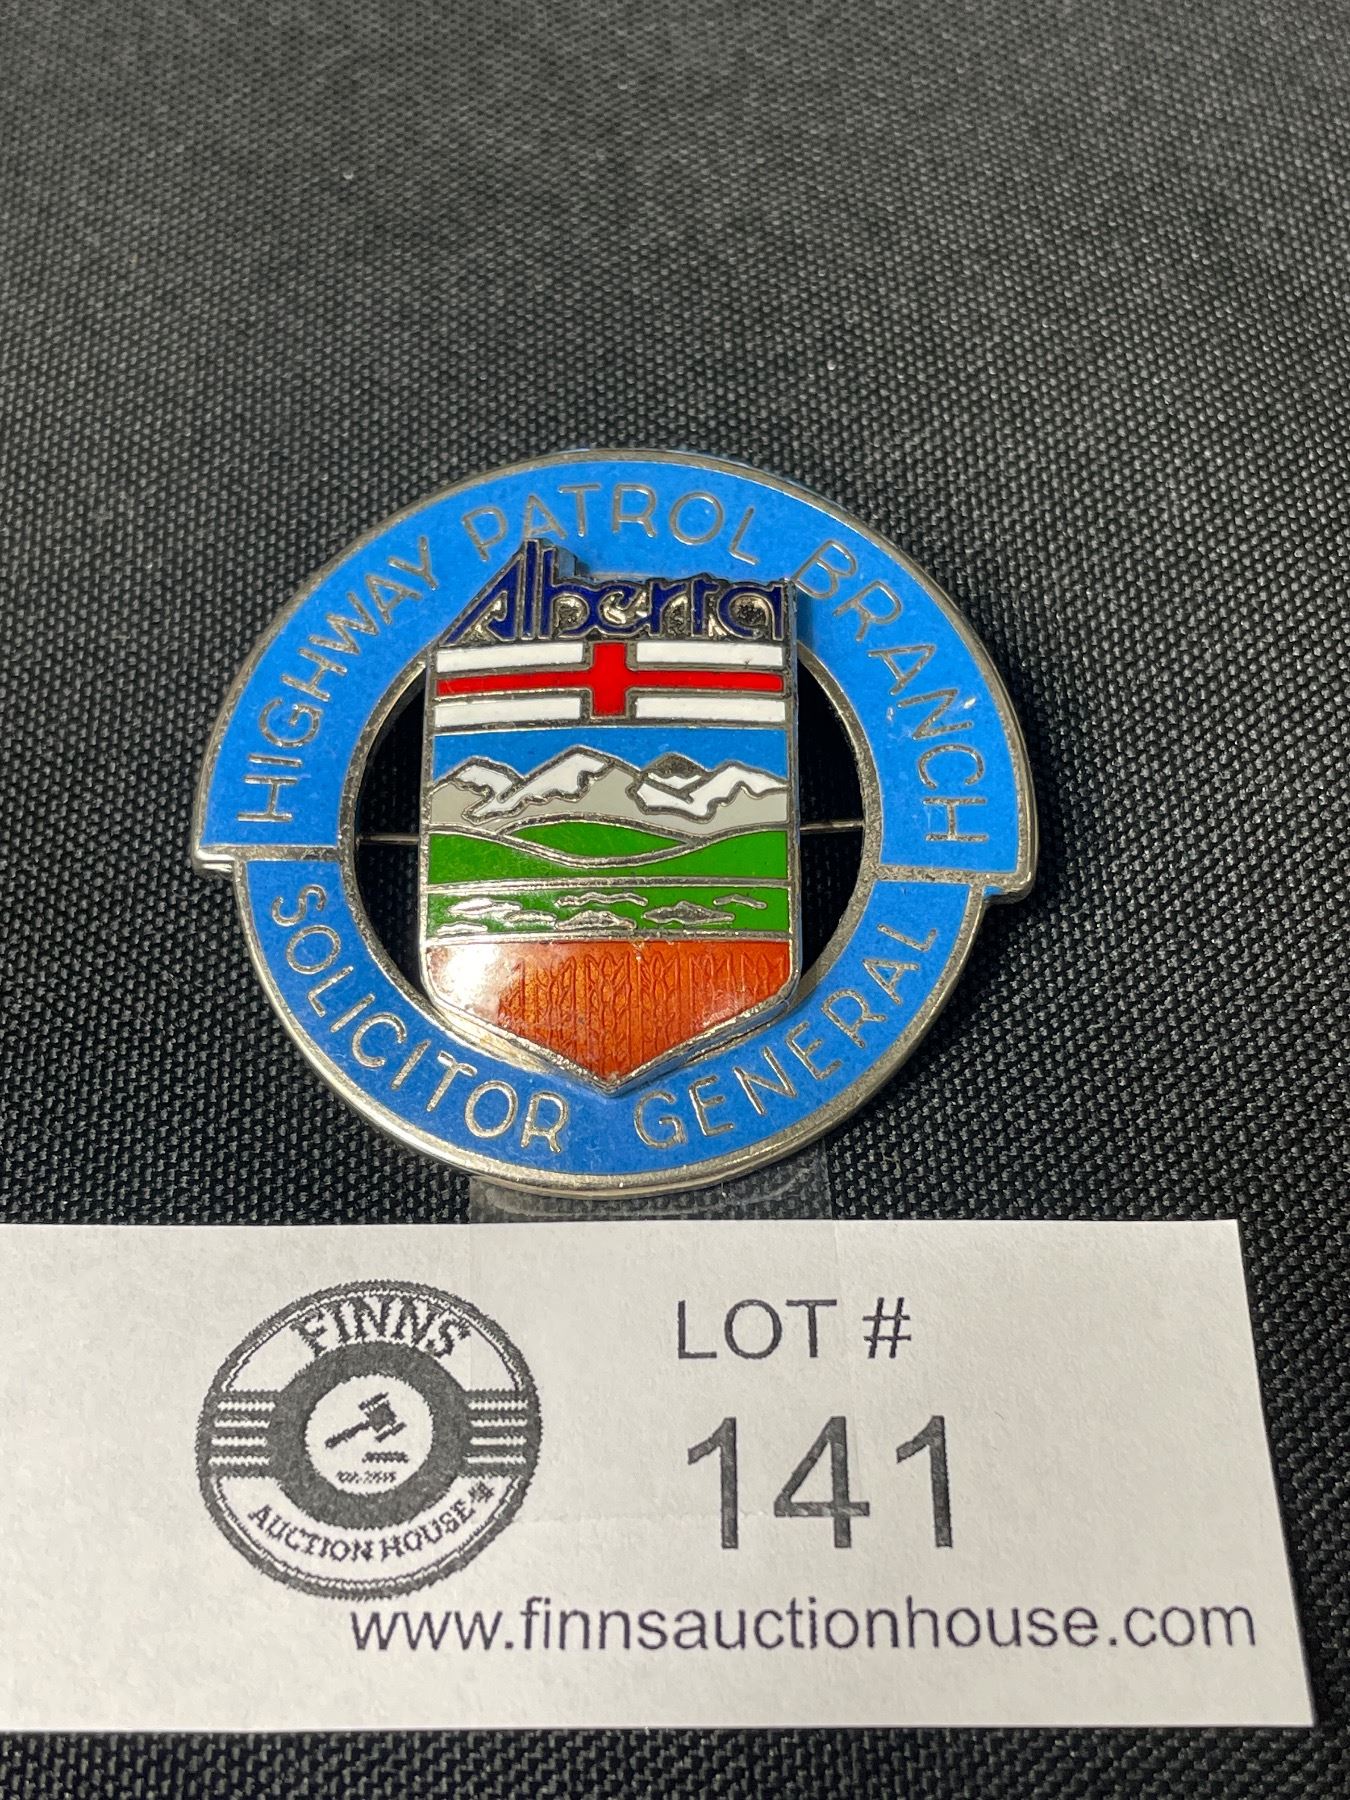 HIGHWAY PATROL BRANCH
Alberta
SOLICITOR GENERAL
FINNS
AUCTION HOUSE
LOT #
141
www.finnsauctionhouse.com